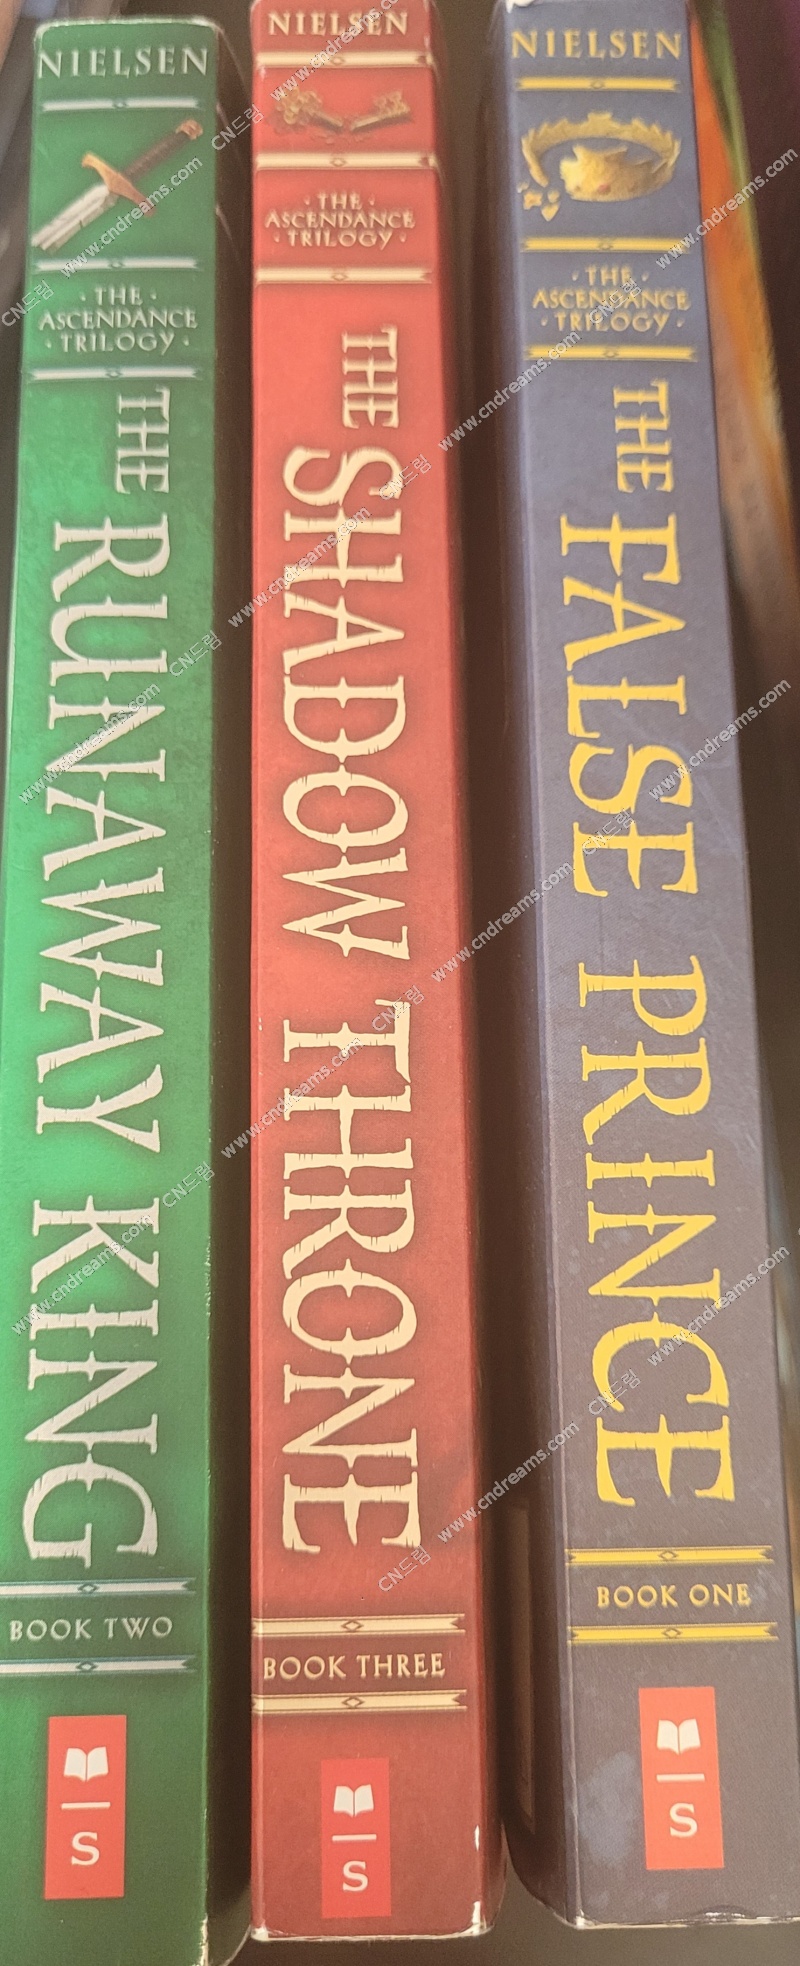 NIELSEN
· THE ·
ASCENDANCE
· TRILOGY ·
THE RUNAWAY KING
BOOK TWO
S
NIELSEN
· THE ·
ASCENDANCE
· TRILOGY ·
THE SHADOW THRONE
BOOK THREE
S
NIELSEN
· THE ·
ASCENDANCE
· TRILOGY ·
THE FALSE PRINCE
BOOK ONE
S
CN드림 www.cndreams.com